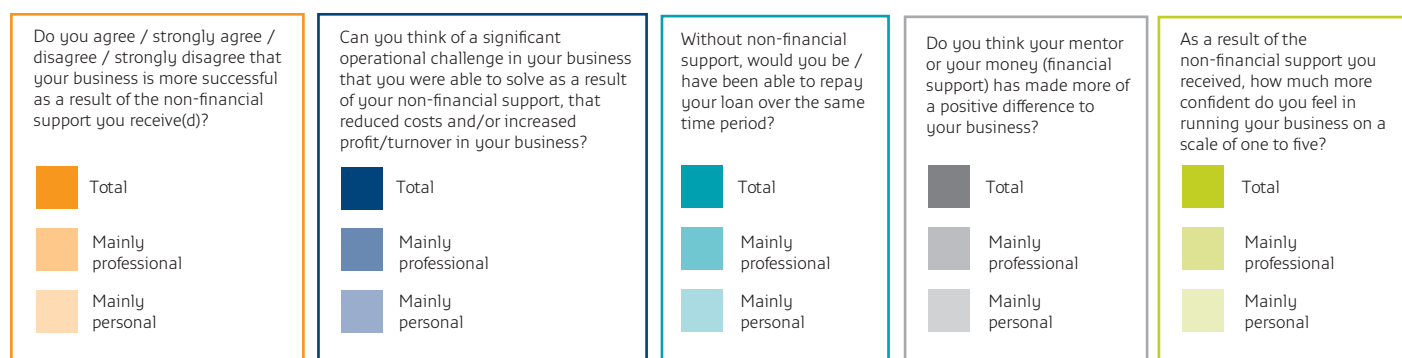 Do you agree / strongly agree /
disagree / strongly disagree that
your business is more successful
as a result of the non-financial
support you receive(d)?
Total
Mainly
professional
Mainly
personal
Can you think of a significant
operational challenge in your business
that you were able to solve as a result
of your non-financial support, that
reduced costs and/or increased
profit/turnover in your business?
Total
Mainly
professional
Mainly
personal
Without non-financial
support, would you be /
have been able to repay
your loan over the same
time period?
Total
Mainly
professional
Mainly
personal
Do you think your mentor
or your money (financial
support) has made more of
a positive difference to
your business?
Total
Mainly
professional
Mainly
personal
As a result of the
non-financial support you
received, how much more
confident do you feel in
running your business on a
scale of one to five?
Total
Mainly
professional
Mainly
personal